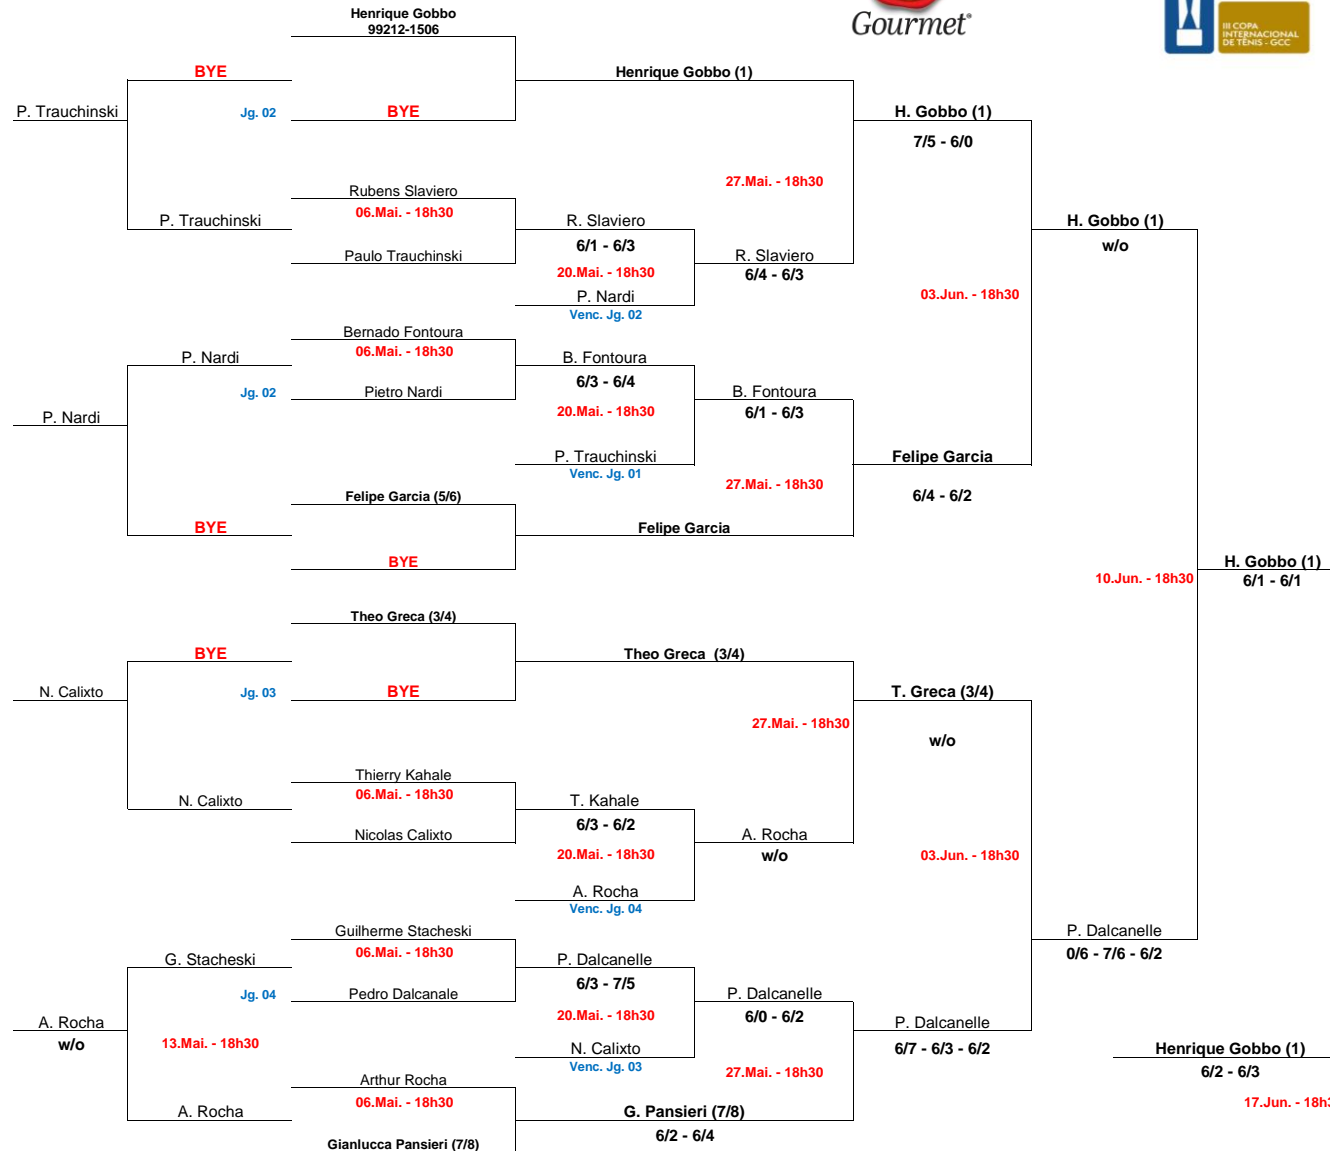 Henrique Gobbo
99212-1506
Gourmet®
III COPA
INTERNACIONAL
DE TÊNIS - GCC
BYE
Henrique Gobbo (1)
P. Trauchinski
Jg. 02
BYE
H. Gobbo (1)
7/5 - 6/0
27.Mai. - 18h30
Rubens Slaviero
06.Mai. - 18h30
P. Trauchinski
R. Slaviero
H. Gobbo (1)
6/1 - 6/3
w/o
Paulo Trauchinski
R. Slaviero
20.Mai. - 18h30
6/4 - 6/3
P. Nardi
03.Jun. - 18h30
Venc. Jg. 02
Bernado Fontoura
06.Mai. - 18h30
P. Nardi
B. Fontoura
6/3 - 6/4
Jg. 02
Pietro Nardi
B. Fontoura
20.Mai. - 18h30
6/1 - 6/3
P. Nardi
P. Trauchinski
Felipe Garcia
Venc. Jg. 01
27.Mai. - 18h30
Felipe Garcia (5/6)
6/4 - 6/2
BYE
Felipe Garcia
BYE
H. Gobbo (1)
10.Jun. - 18h30
6/1 - 6/1
Theo Greca (3/4)
BYE
Theo Greca (3/4)
N. Calixto
Jg. 03
BYE
T. Greca (3/4)
27.Mai. - 18h30
w/o
Thierry Kahale
06.Mai. - 18h30
N. Calixto
T. Kahale
6/3 - 6/2
Nicolas Calixto
A. Rocha
20.Mai. - 18h30
w/o
03.Jun. - 18h30
A. Rocha
Venc. Jg. 04
Guilherme Stacheski
P. Dalcanelle
06.Mai. - 18h30
0/6 - 7/6 - 6/2
G. Stacheski
P. Dalcanelle
6/3 - 7/5
Jg. 04
Pedro Dalcanale
P. Dalcanelle
20.Mai. - 18h30
6/0 - 6/2
A. Rocha
P. Dalcanelle
w/o
13.Mai. - 18h30
N. Calixto
6/7 - 6/3 - 6/2
Henrique Gobbo (1)
Venc. Jg. 03
27.Mai. - 18h30
6/2 - 6/3
Arthur Rocha
06.Mai. - 18h30
17.Jun. - 18h3
A. Rocha
G. Pansieri (7/8)
6/2 - 6/4
Gianlucca Pansieri (7/8)